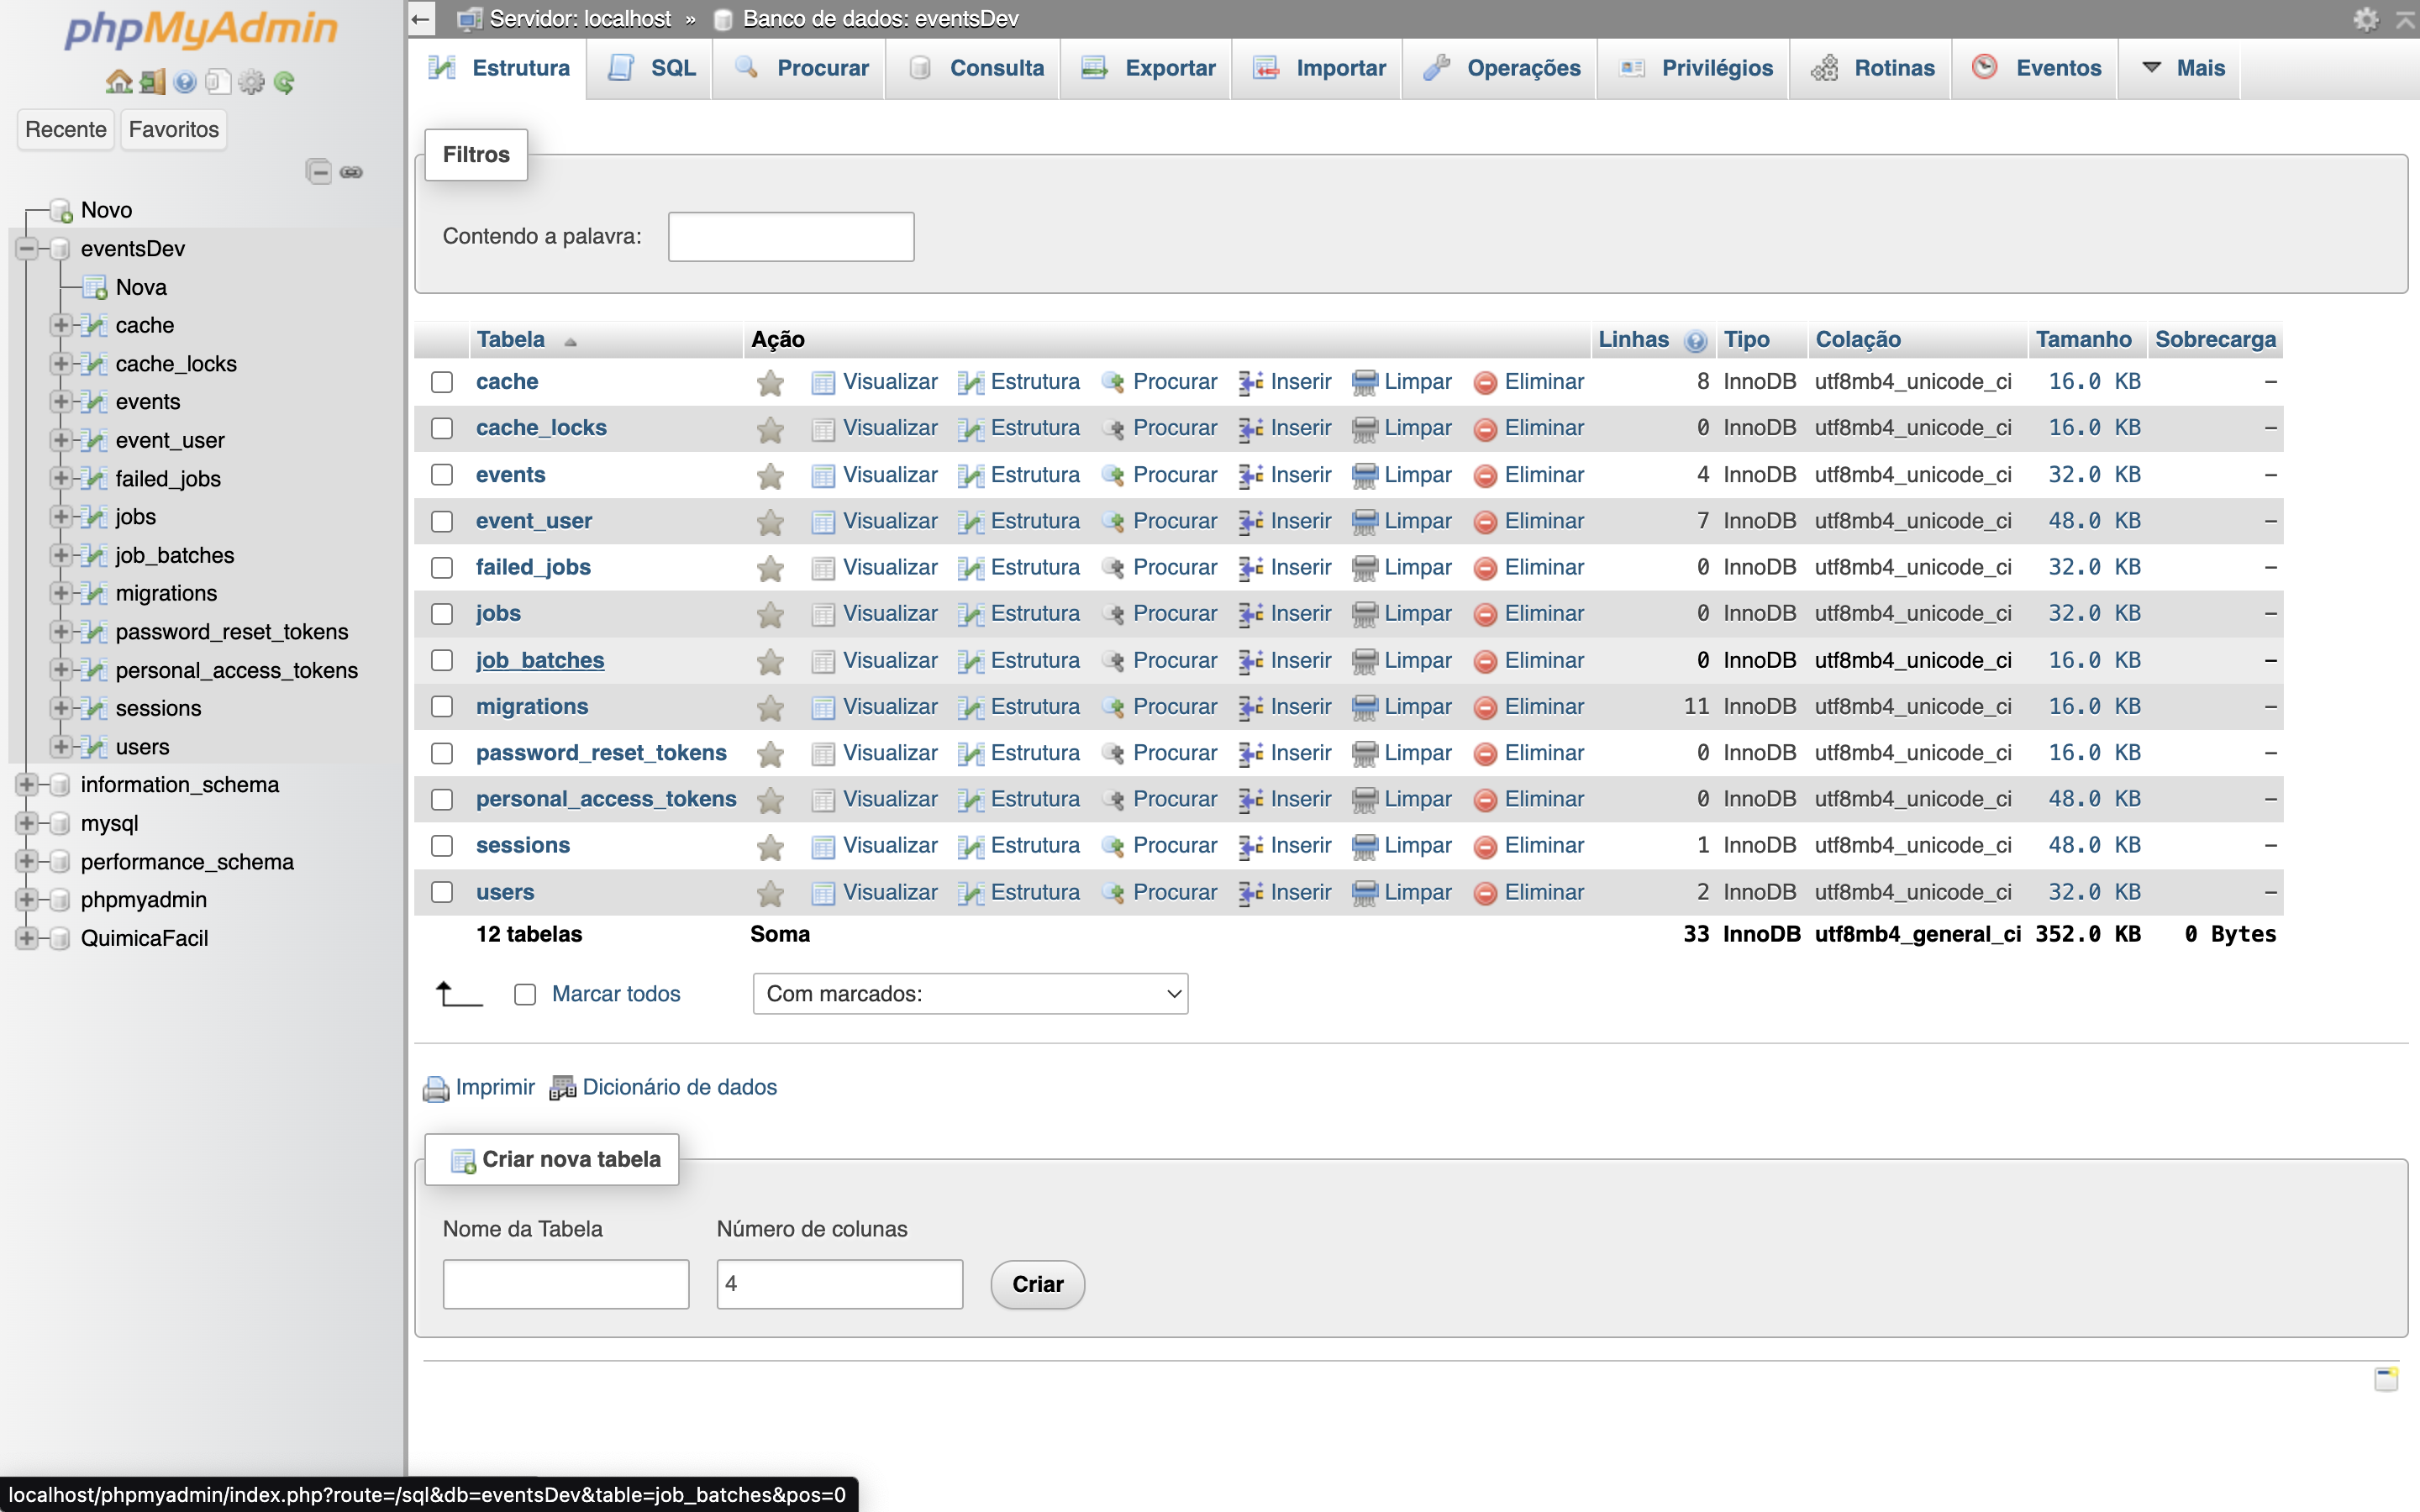 phpMyAdmin
Recente Favoritos
Novo
eventsDev
Nova
cache
cache_locks
events
event_user
failed_jobs
jobs
job_batches
migrations
password_reset_tokens
personal_access_tokens
sessions
users
information_schema
mysql
performance_schema
phpmyadmin
QuimicaFacil
Servidor: localhost » Banco de dados: eventsDev
Estrutura SQL Procurar Consulta Exportar Importar Operações Privilégios Rotinas Eventos Mais
Filtros
Contendo a palavra:
Tabela Ação Linhas Tipo Colação Tamanho Sobrecarga
cache Visualizar Estrutura Procurar Inserir Limpar Eliminar 8 InnoDB utf8mb4_unicode_ci 16.0 KB –
cache_locks Visualizar Estrutura Procurar Inserir Limpar Eliminar 0 InnoDB utf8mb4_unicode_ci 16.0 KB –
events Visualizar Estrutura Procurar Inserir Limpar Eliminar 4 InnoDB utf8mb4_unicode_ci 32.0 KB –
event_user Visualizar Estrutura Procurar Inserir Limpar Eliminar 7 InnoDB utf8mb4_unicode_ci 48.0 KB –
failed_jobs Visualizar Estrutura Procurar Inserir Limpar Eliminar 0 InnoDB utf8mb4_unicode_ci 32.0 KB –
jobs Visualizar Estrutura Procurar Inserir Limpar Eliminar 0 InnoDB utf8mb4_unicode_ci 32.0 KB –
job_batches Visualizar Estrutura Procurar Inserir Limpar Eliminar 0 InnoDB utf8mb4_unicode_ci 16.0 KB –
migrations Visualizar Estrutura Procurar Inserir Limpar Eliminar 11 InnoDB utf8mb4_unicode_ci 16.0 KB –
password_reset_tokens Visualizar Estrutura Procurar Inserir Limpar Eliminar 0 InnoDB utf8mb4_unicode_ci 16.0 KB –
personal_access_tokens Visualizar Estrutura Procurar Inserir Limpar Eliminar 0 InnoDB utf8mb4_unicode_ci 48.0 KB –
sessions Visualizar Estrutura Procurar Inserir Limpar Eliminar 1 InnoDB utf8mb4_unicode_ci 48.0 KB –
users Visualizar Estrutura Procurar Inserir Limpar Eliminar 2 InnoDB utf8mb4_unicode_ci 32.0 KB –
12 tabelas Soma 33 InnoDB utf8mb4_general_ci 352.0 KB 0 Bytes
Marcar todos Com marcados:
Imprimir Dicionário de dados
Criar nova tabela
Nome da Tabela Número de colunas
4 Criar
localhost/phpmyadmin/index.php?route=/sql&db=eventsDev&table=job_batches&pos=0